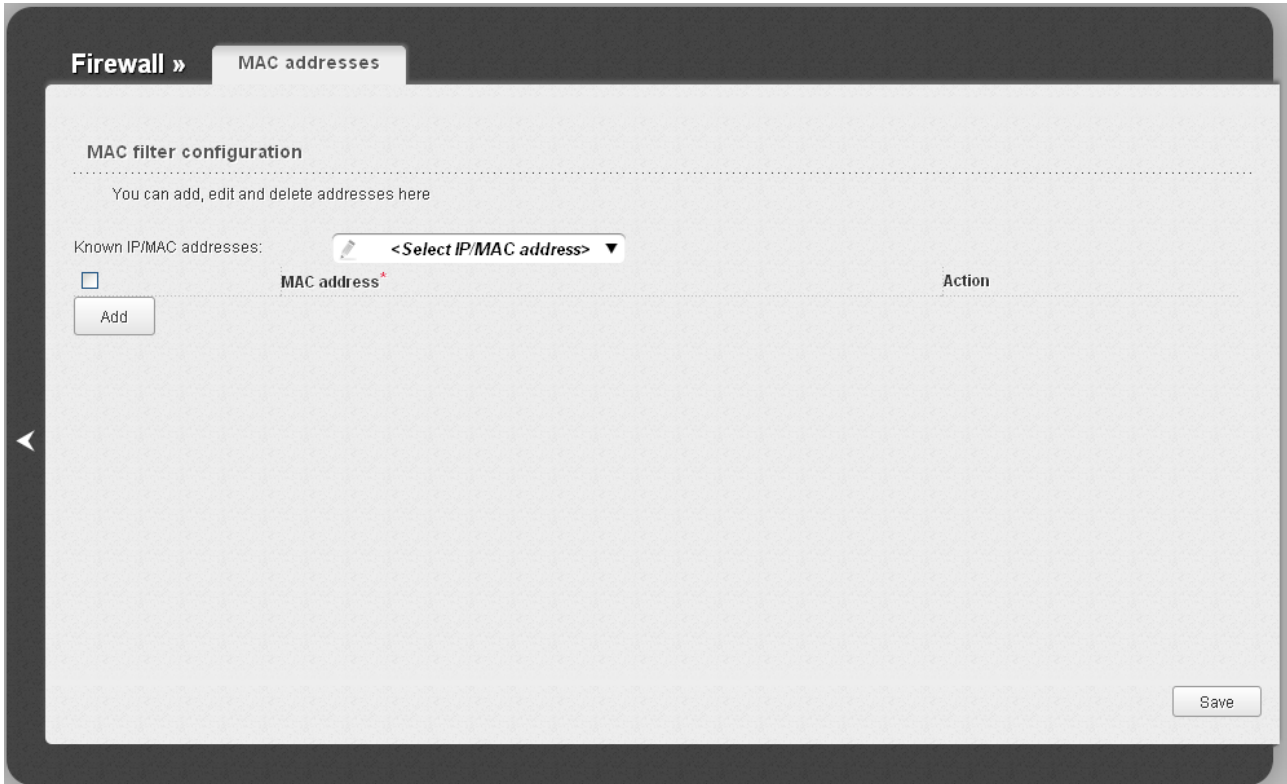 Firewall » MAC addresses
MAC filter configuration
You can add, edit and delete addresses here
Known IP/MAC addresses: <Select IP/MAC address>
MAC address* Action
Add
Save